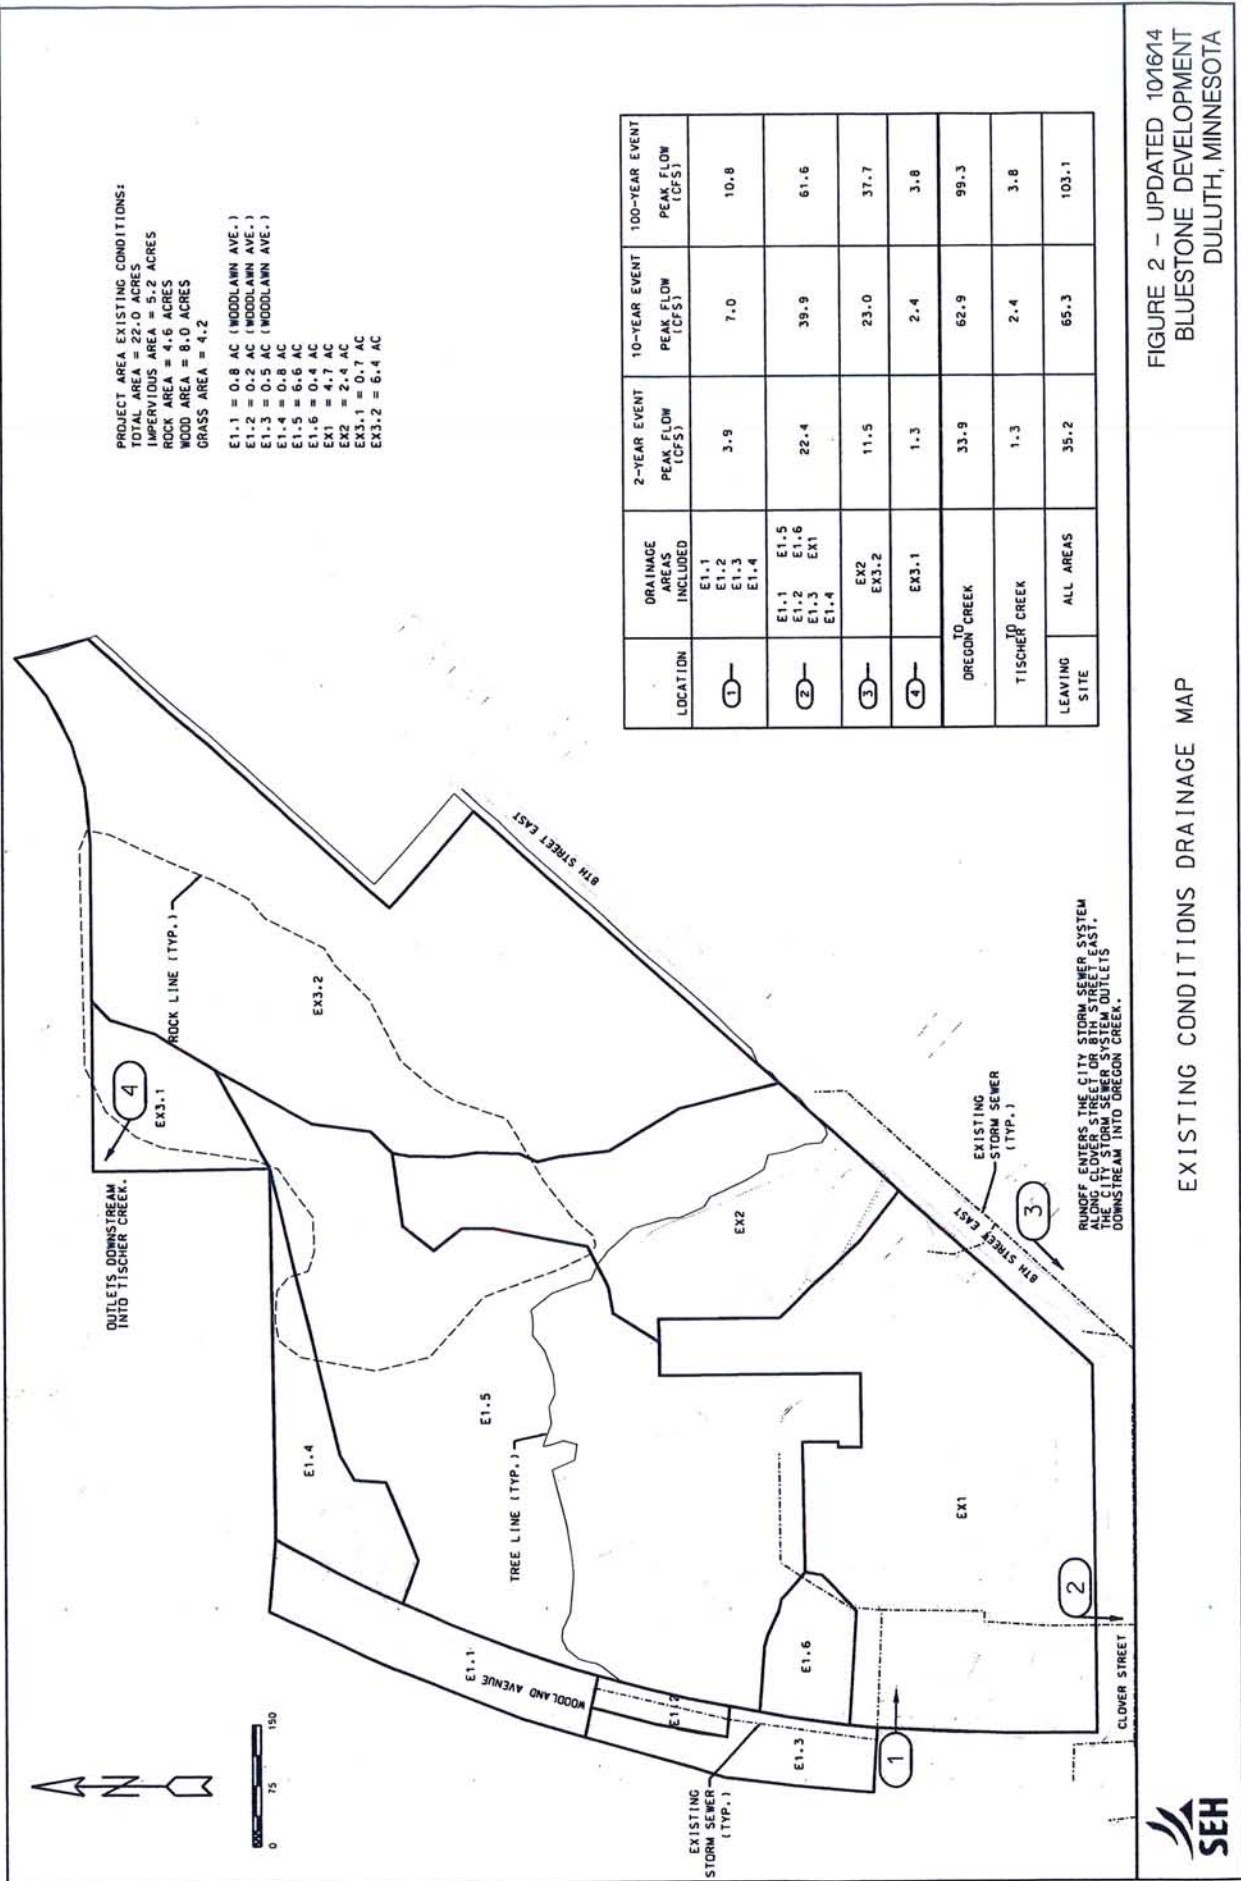 PROJECT AREA EXISTING CONDITIONS:
TOTAL AREA = 22.0 ACRES
IMPERVIOUS AREA = 5.2 ACRES
ROCK AREA = 4.6 ACRES
WOOD AREA = 8.0 ACRES
GRASS AREA = 4.2
E1.1 = 0.8 AC (WOODLAWN AVE.)
E1.2 = 0.2 AC (WOODLAWN AVE.)
E1.3 = 0.5 AC (WOODLAWN AVE.)
E1.4 = 0.8 AC
E1.5 = 6.6 AC
E1.6 = 0.4 AC
EX1 = 4.7 AC
EX2 = 2.4 AC
EX3.1 = 0.7 AC
EX3.2 = 6.4 AC
N
0 75 150
OUTLETS DOWNSTREAM
INTO TISCHER CREEK.
4
EX3.1
ROCK LINE (TYP.)
EX3.2
E1.4
E1.5
TREE LINE (TYP.)
E1.1
WOODLAND AVENUE
E1.2
E1.3
E1.6
EX1
EX2
8TH STREET EAST
8TH STREET EAST
8TH STREET EAST
EXISTING
STORM SEWER
(TYP.)
1
2
CLOVER STREET
EXISTING
STORM SEWER
(TYP.)
3
RUNOFF ENTERS THE CITY STORM SEWER SYSTEM
ALONG CLOVER STREET OR 8TH STREET EAST.
THE CITY STORM SEWER SYSTEM OUTLETS
DOWNSTREAM INTO OREGON CREEK.
LOCATION DRAINAGE AREAS INCLUDED 2-YEAR EVENT PEAK FLOW (CFS) 10-YEAR EVENT PEAK FLOW (CFS) 100-YEAR EVENT PEAK FLOW (CFS)
1 E1.1 E1.2 E1.3 E1.4 3.9 7.0 10.8
2 E1.1 E1.5 E1.2 E1.6 E1.3 EX1 E1.4 22.4 39.9 61.6
3 EX2 EX3.2 11.5 23.0 37.7
4 EX3.1 1.3 2.4 3.8
TO OREGON CREEK 33.9 62.9 99.3
TO TISCHER CREEK 1.3 2.4 3.8
LEAVING SITE ALL AREAS 35.2 65.3 103.1
SEH
EXISTING CONDITIONS DRAINAGE MAP
FIGURE 2 - UPDATED 10/16/14
BLUESTONE DEVELOPMENT
DULUTH, MINNESOTA